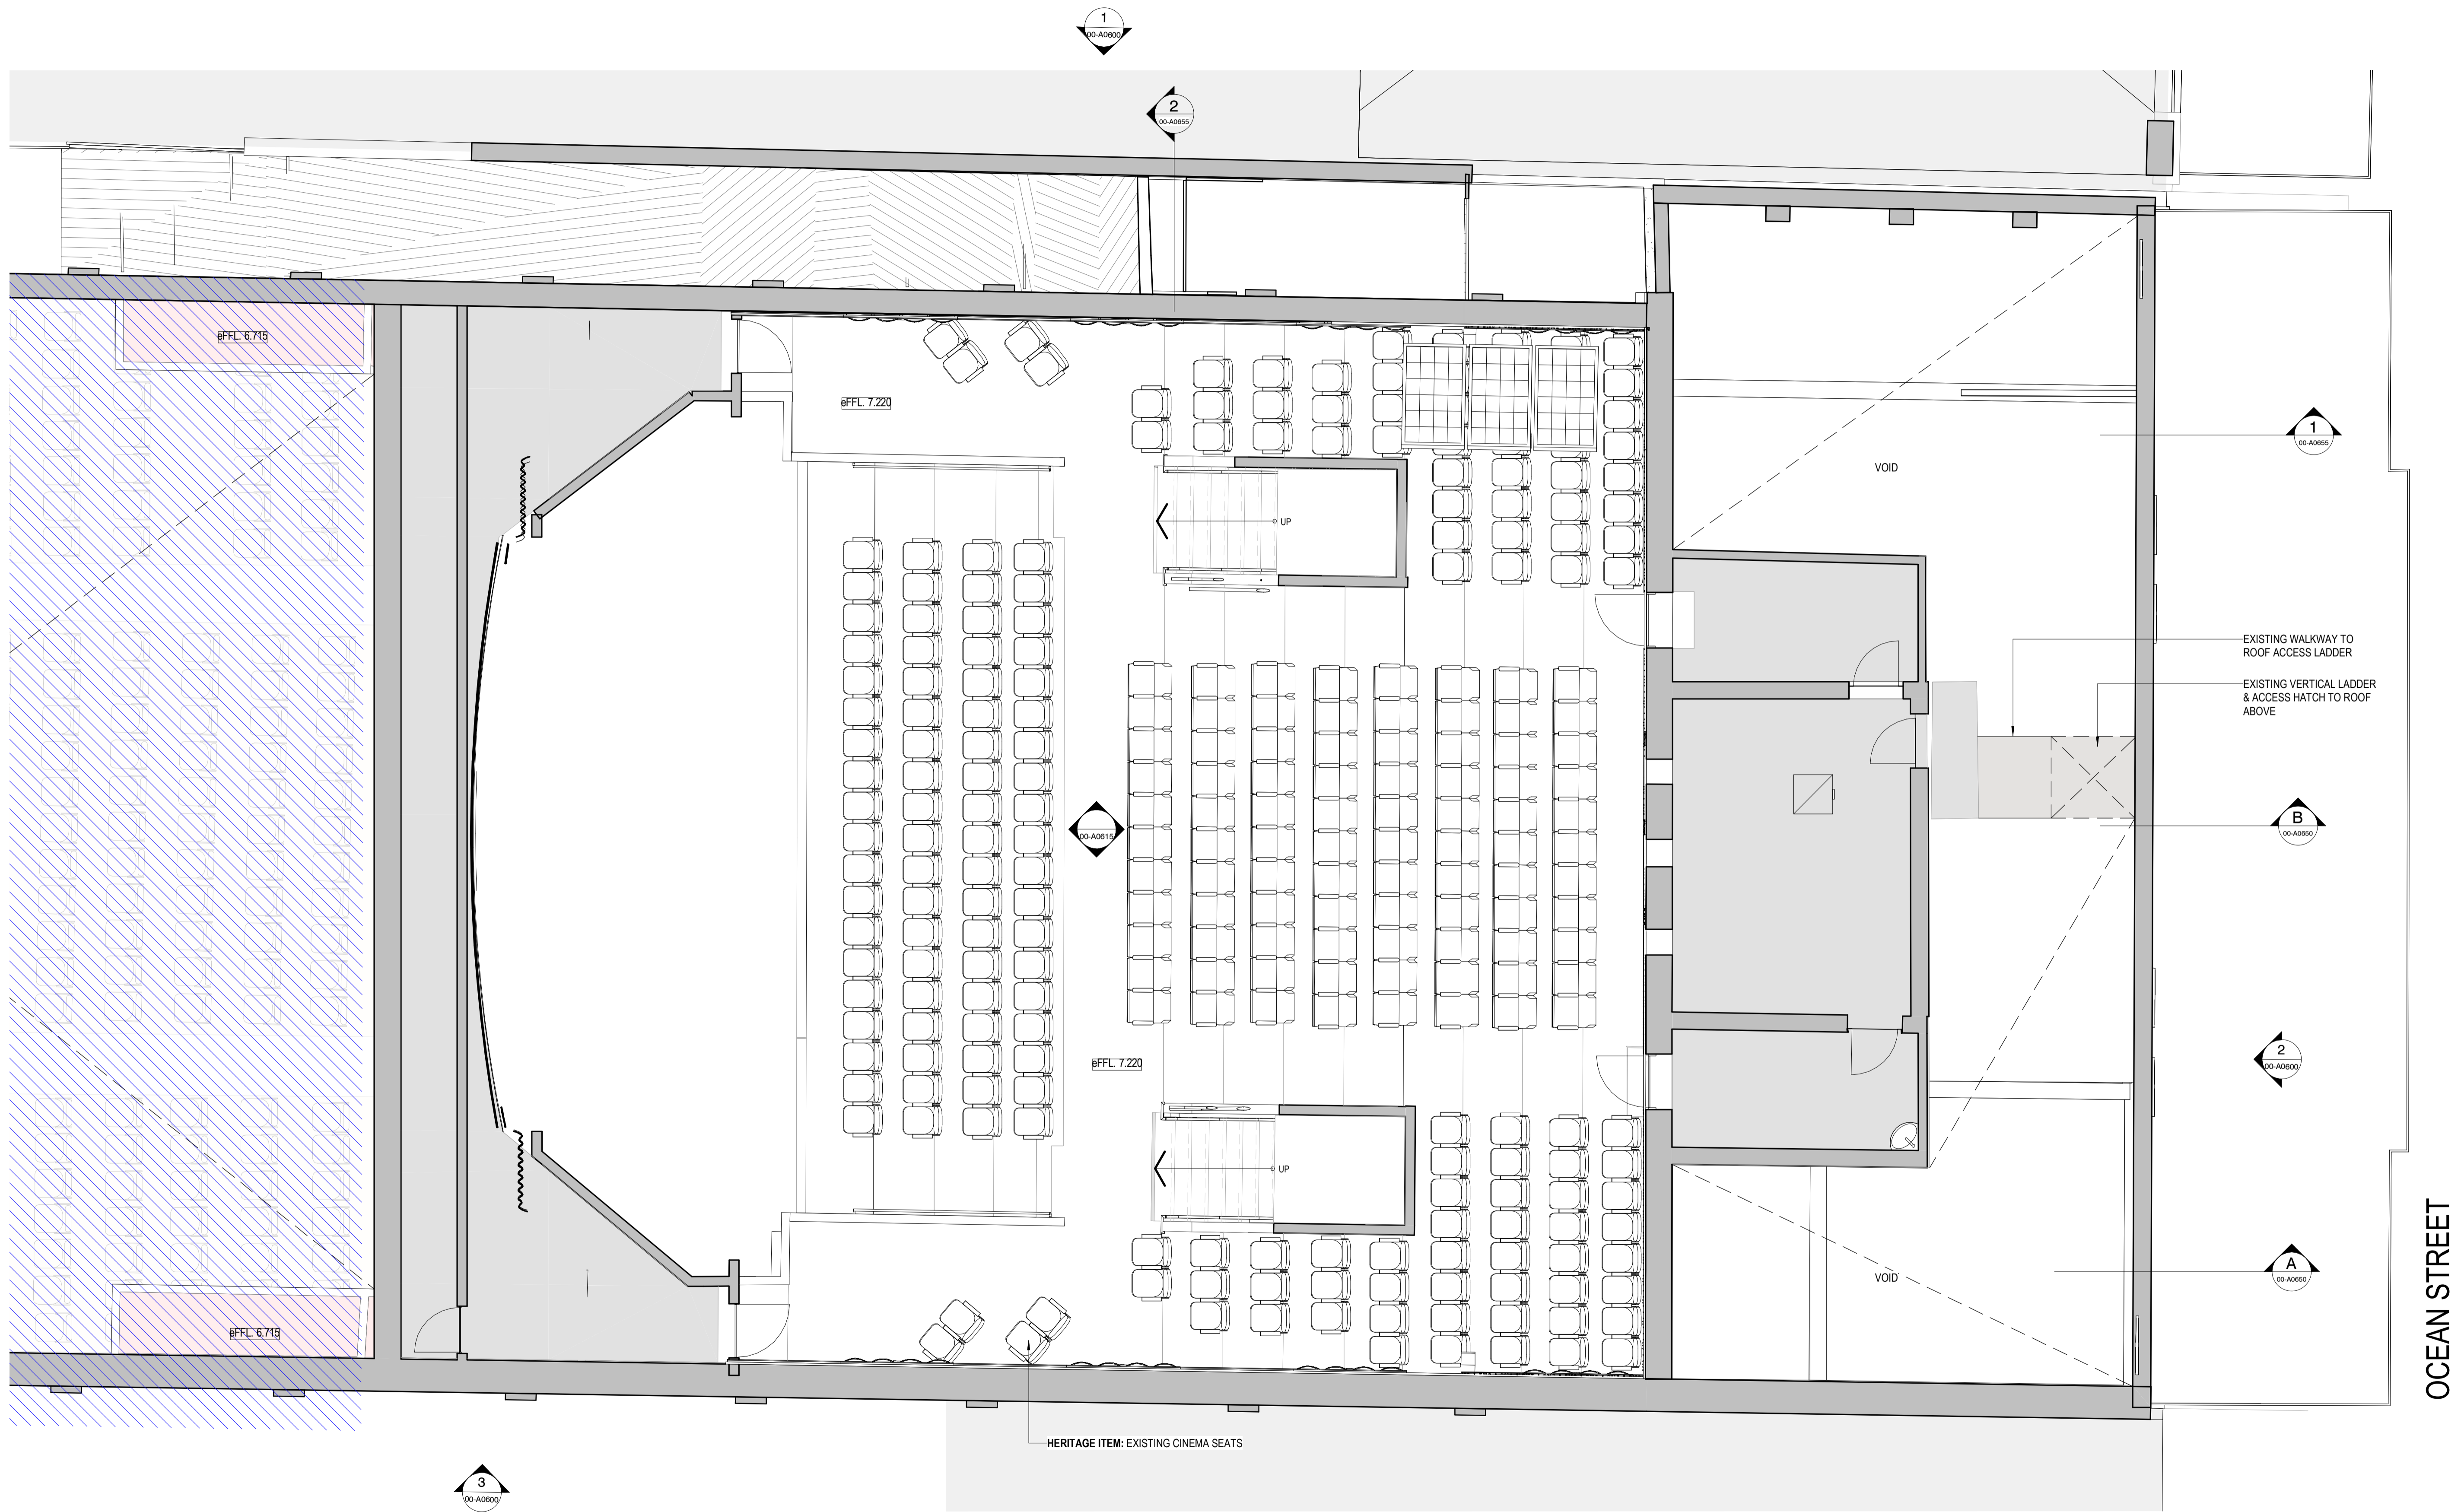 1
00-A0600
2
00-A0655
eFFL. 6.715
eFFL. 7.220
1
00-A0655
VOID
UP
EXISTING WALKWAY TO
ROOF ACCESS LADDER
EXISTING VERTICAL LADDER
& ACCESS HATCH TO ROOF
ABOVE
00-A0615
B
00-A0650
eFFL. 7.220
2
00-A0600
UP
A
00-A0650
VOID
eFFL. 6.715
OCEAN STREET
HERITAGE ITEM: EXISTING CINEMA SEATS
3
00-A0600